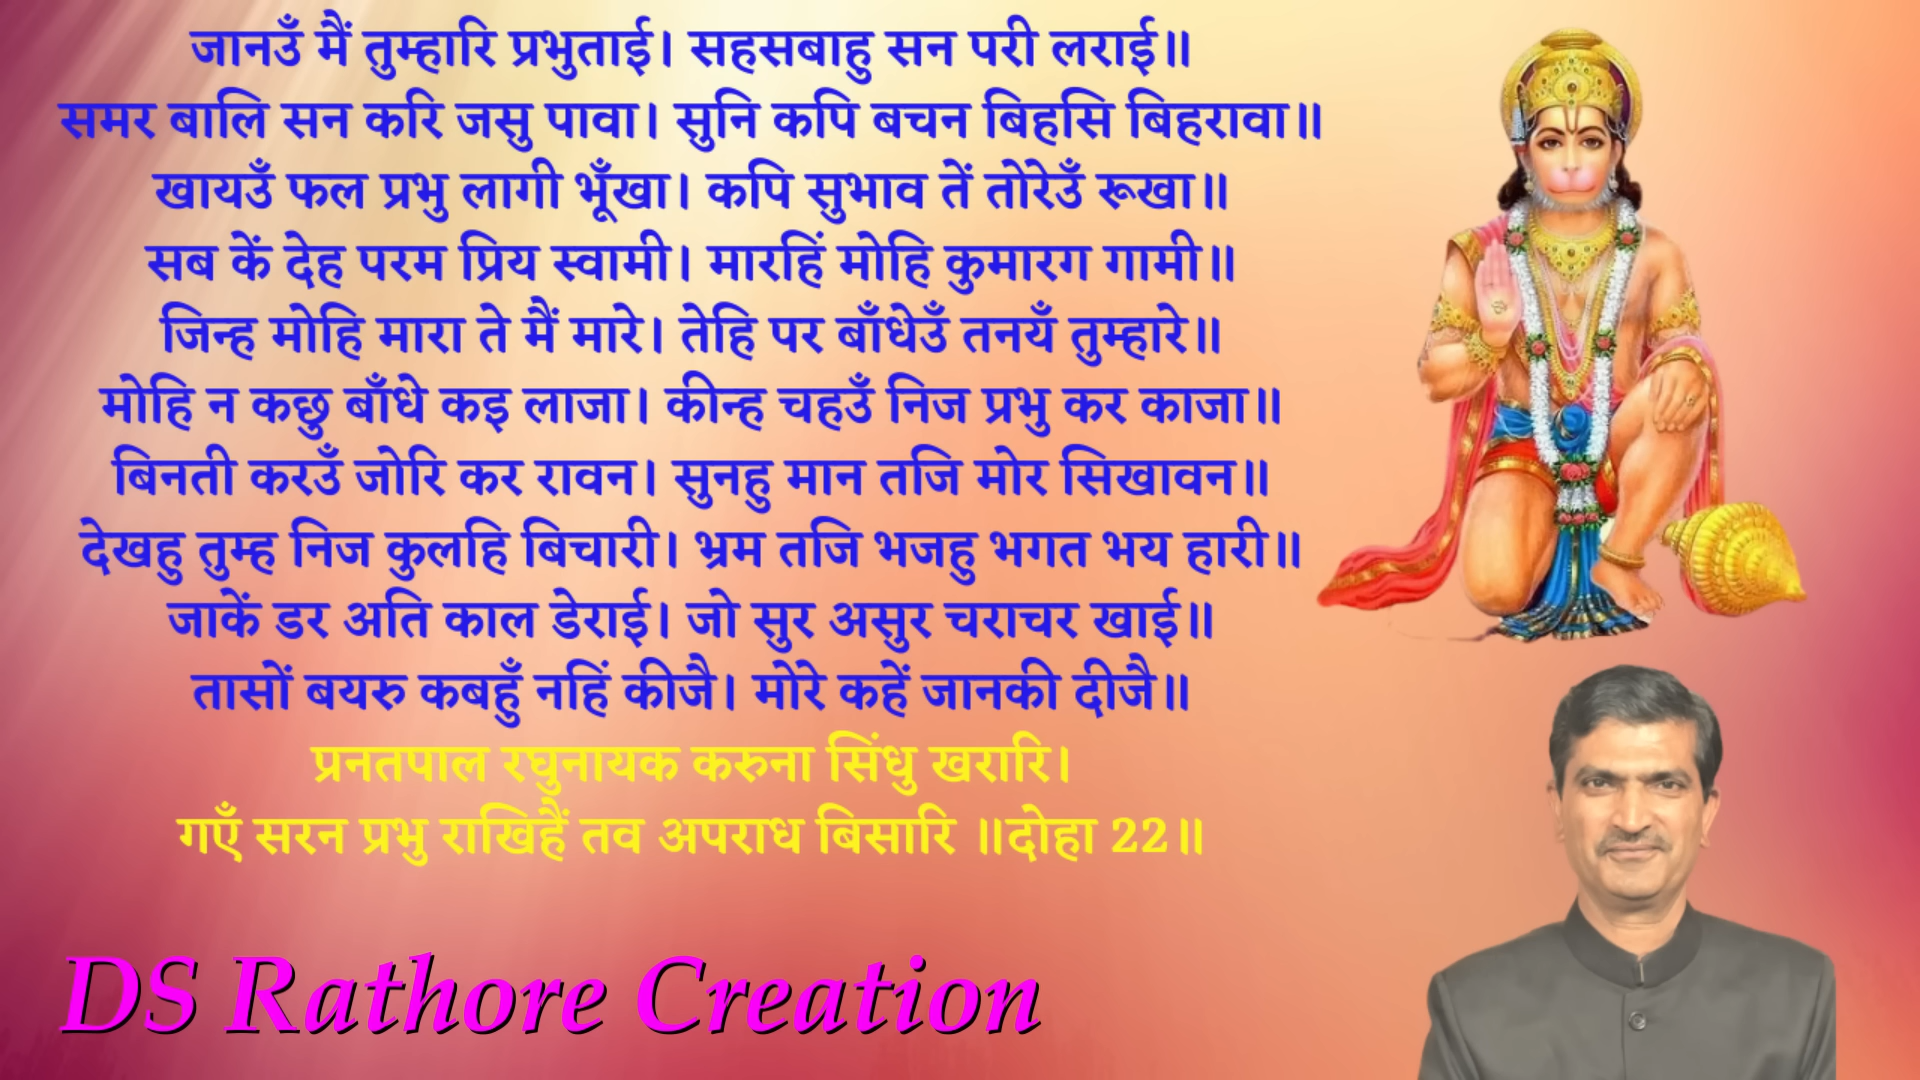 जानउँ मैं तुम्हारि प्रभुताई। सहसबाहु सन परी लराई॥
समर बालि सन करि जसु पावा। सुनि कपि बचन बिहसि बिहरावा॥
खायउँ फल प्रभु लागी भूँखा। कपि सुभाव तें तोरेउँ रूखा॥
सब कें देह परम प्रिय स्वामी। मारहिं मोहि कुमारग गामी॥
जिन्ह मोहि मारा ते मैं मारे। तेहि पर बाँधेउँ तनयँ तुम्हारे॥
मोहि न कछु बाँधे कइ लाजा। कीन्ह चहउँ निज प्रभु कर काजा॥
बिनती करउँ जोरि कर रावन। सुनहु मान तजि मोर सिखावन॥
देखहु तुम्ह निज कुलहि बिचारी। भ्रम तजि भजहु भगत भय हारी॥
जाकें डर अति काल डेराई। जो सुर असुर चराचर खाई॥
तासों बयरु कबहुँ नहिं कीजै। मोरे कहें जानकी दीजै॥
प्रनतपाल रघुनायक करुना सिंधु खरारि।
गएँ सरन प्रभु राखिहैं तव अपराध बिसारि ॥दोहा 22॥
DS Rathore Creation